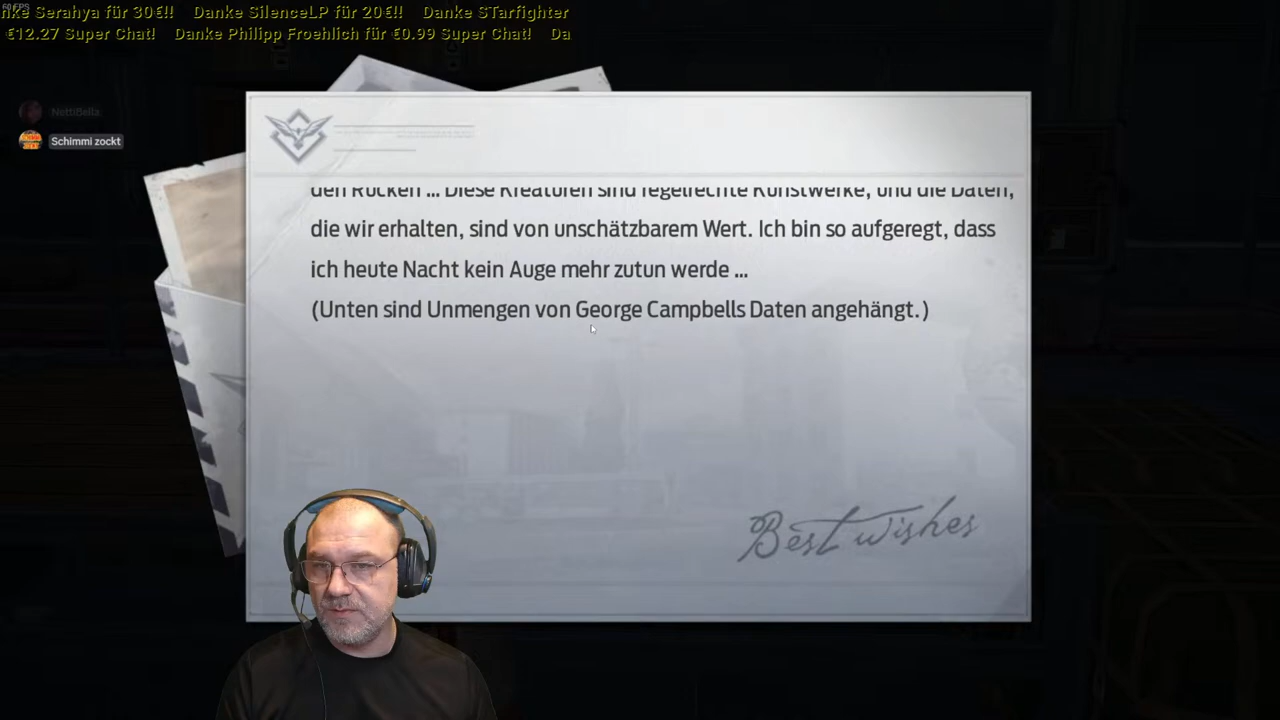 60 FPS
nke Serahya für 30€!! Danke SilenceLP für 20€!! Danke STarfighter
€12.27 Super Chat! Danke Philipp Froehlich für €0.99 Super Chat! Da
NettiBella
Schimmi zockt
den Rücken ... Diese Kreaturen sind regelrechte Kunstwerke, und die Daten,
die wir erhalten, sind von unschätzbarem Wert. Ich bin so aufgeregt, dass
ich heute Nacht kein Auge mehr zutun werde ...
(Unten sind Unmengen von George Campbells Daten angehängt.)
Best wishes